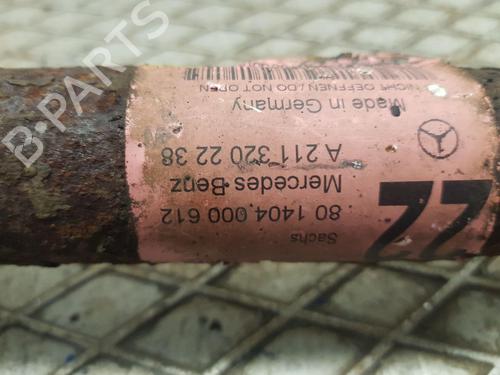 Sachs
80 1404 000 612
Mercedes Benz
A 211 320 22 38
Made in Germany
NICHT OEFFNEN / DO NOT OPEN
22
B-PARTS